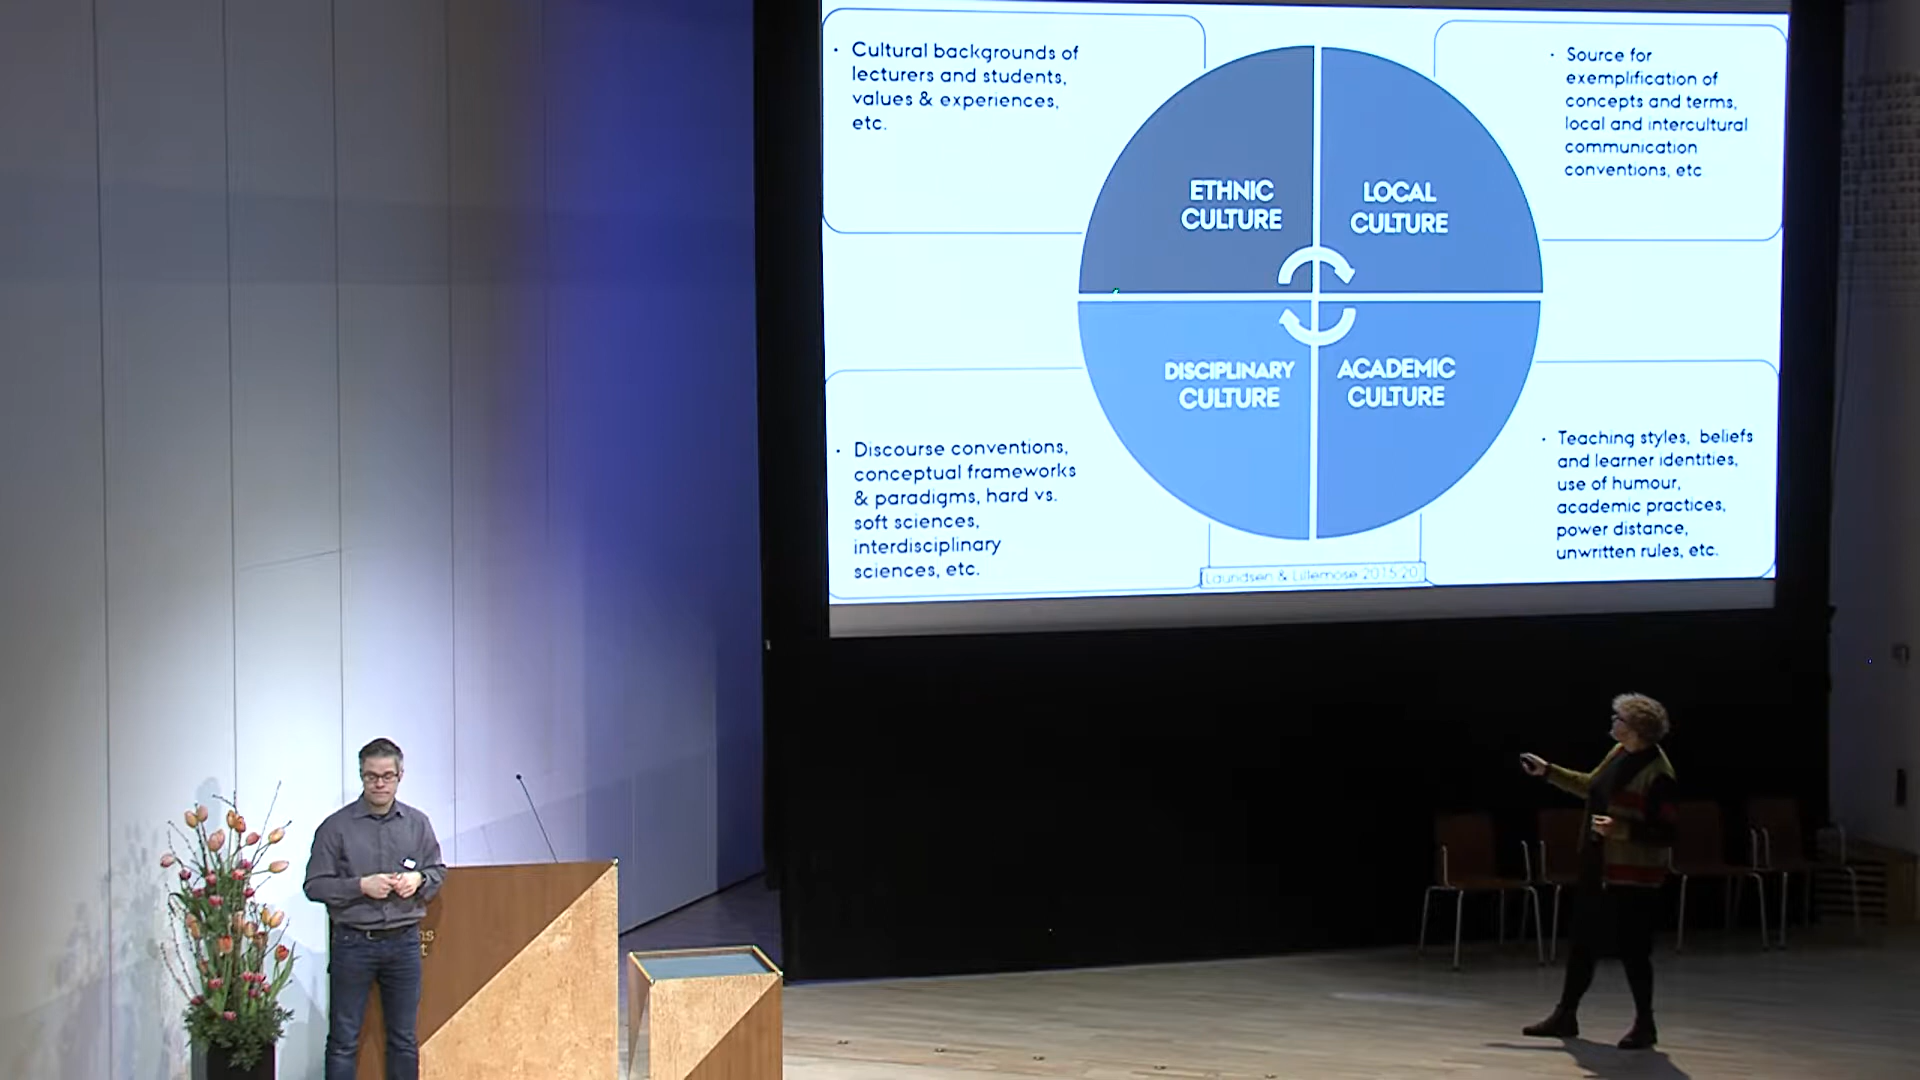 · Cultural backgrounds of
lecturers and students,
values & experiences,
etc.
· Source for
exemplification of
concepts and terms,
local and intercultural
communication
conventions, etc
ETHNIC
CULTURE
LOCAL
CULTURE
DISCIPLINARY
CULTURE
ACADEMIC
CULTURE
· Discourse conventions,
conceptual frameworks
& paradigms, hard vs.
soft sciences,
interdisciplinary
sciences, etc.
· Teaching styles, beliefs
and learner identities,
use of humour,
academic practices,
power distance,
unwritten rules, etc.
&